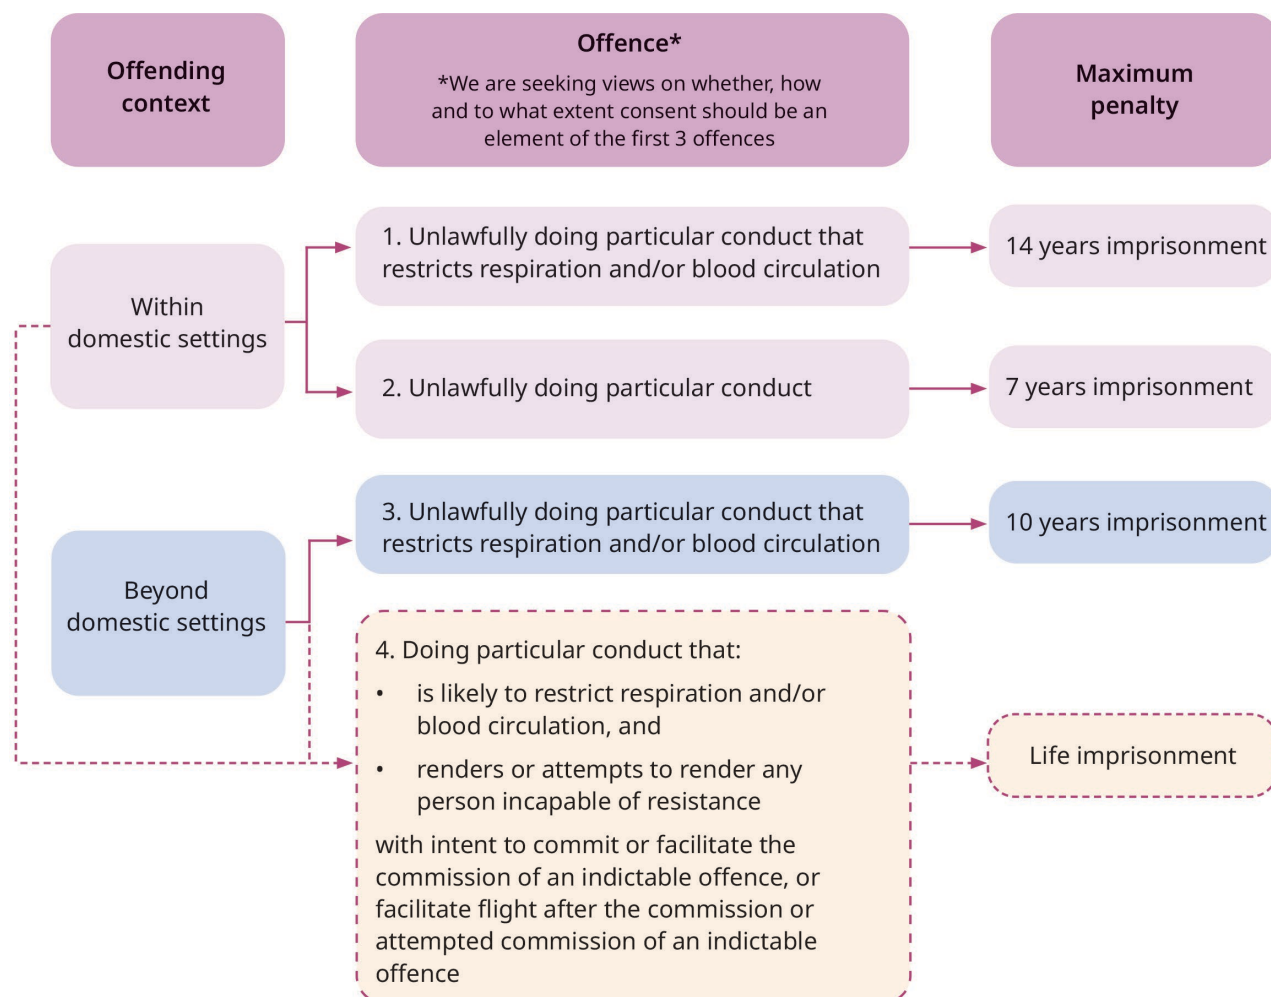 Offending
context
Offence*
*We are seeking views on whether, how
and to what extent consent should be an
element of the first 3 offences
Maximum
penalty
Within
domestic settings
1. Unlawfully doing particular conduct that
restricts respiration and/or blood circulation
14 years imprisonment
2. Unlawfully doing particular conduct
7 years imprisonment
Beyond
domestic settings
3. Unlawfully doing particular conduct that
restricts respiration and/or blood circulation
10 years imprisonment
4. Doing particular conduct that:
• is likely to restrict respiration and/or
blood circulation, and
• renders or attempts to render any
person incapable of resistance
with intent to commit or facilitate the
commission of an indictable offence, or
facilitate flight after the commission or
attempted commission of an indictable
offence
Life imprisonment